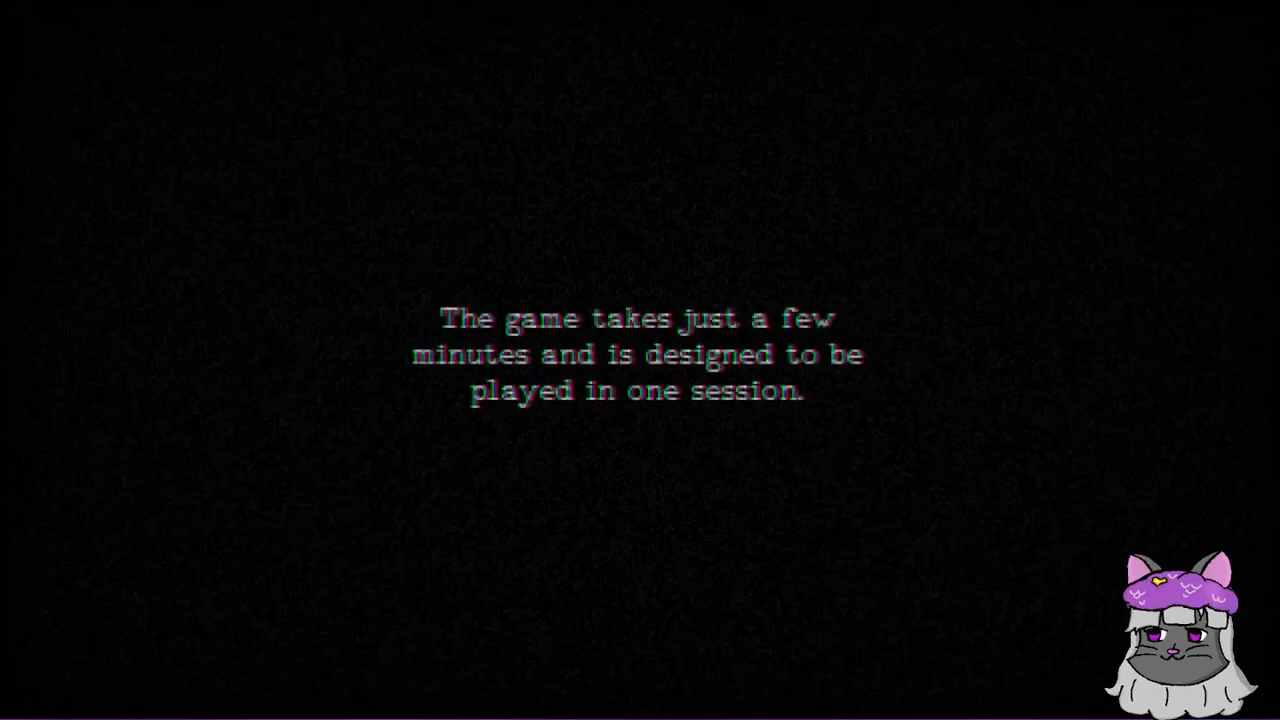 The game takes just a few
minutes and is designed to be
played in one session.